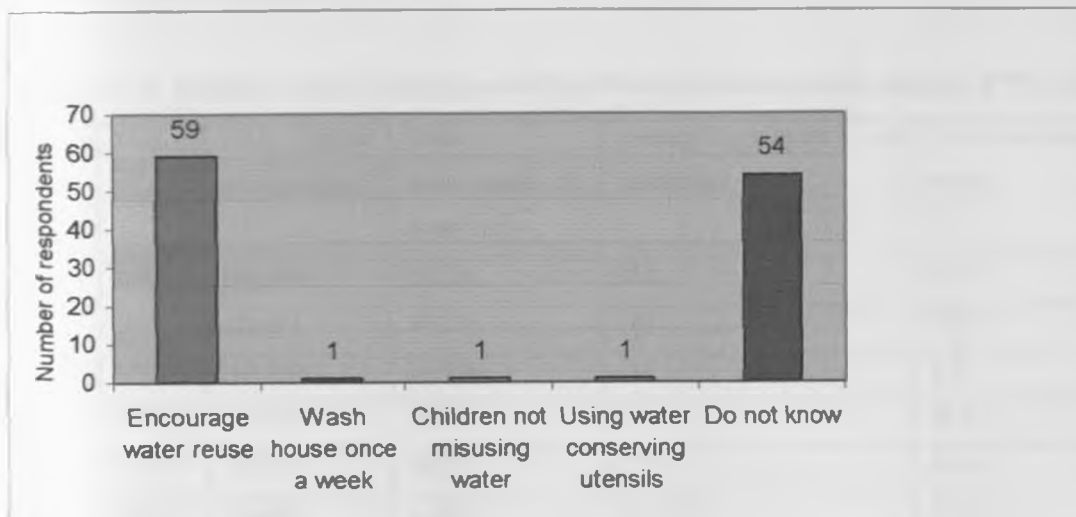 70
60
50
40
30
20
10
0
Number of respondents
59
1
1
1
54
Encourage
water reuse
Wash
house once
a week
Children not
misusing
water
Using water
conserving
utensils
Do not know